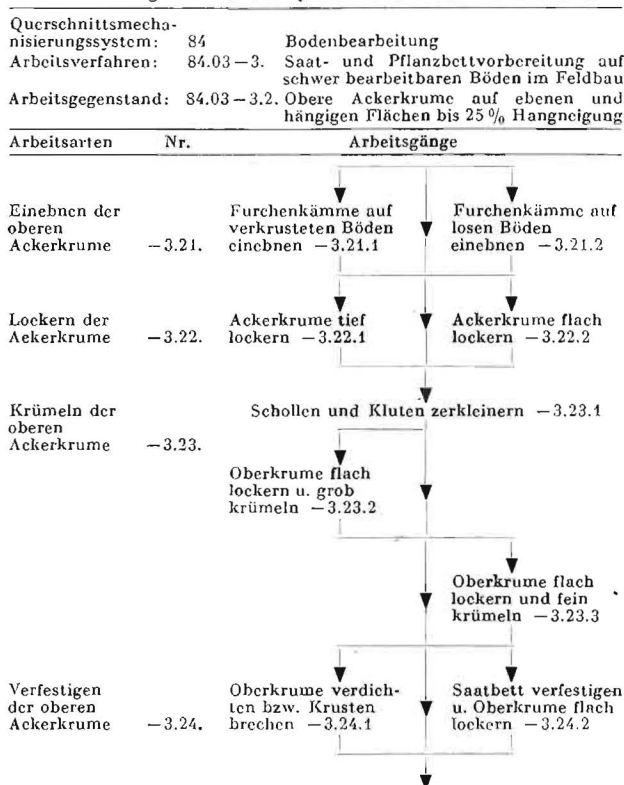 Querschnittsmecha-
nisierungssystem: 84 Bodenbearbeitung
Arbeitsverfahren: 84.03–3. Saat- und Pflanzbettvorbereitung auf
schwer bearbeitbaren Böden im Feldbau
Arbeitsgegenstand: 84.03–3.2. Obere Ackerkrume auf ebenen und
hängigen Flächen bis 25 % Hangneigung
Arbeitsarten Nr. Arbeitsgänge
Einebnen der Furchenkämme auf Furchenkämme auf
oberen verkrusteten Böden losen Böden
Ackerkrume –3.21. einebnen –3.21.1 einebnen –3.21.2
Lockern der Ackerkrume tief Ackerkrume flach
Ackerkrume –3.22. lockern –3.22.1 lockern –3.22.2
Krümeln der Schollen und Kluten zerkleinern –3.23.1
oberen
Ackerkrume –3.23.
Oberkrume flach
lockern u. grob
krümeln –3.23.2
Oberkrume flach
lockern und fein
krümeln –3.23.3
Verfestigen Oberkrume verdich- Saatbett verfestigen
der oberen ten bzw. Krusten u. Oberkrume flach
Ackerkrume –3.24. brechen –3.24.1 lockern –3.24.2